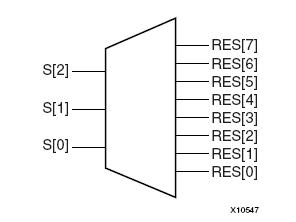 S[2]
S[1]
S[0]
RES[7]
RES[6]
RES[5]
RES[4]
RES[3]
RES[2]
RES[1]
RES[0]
X10547